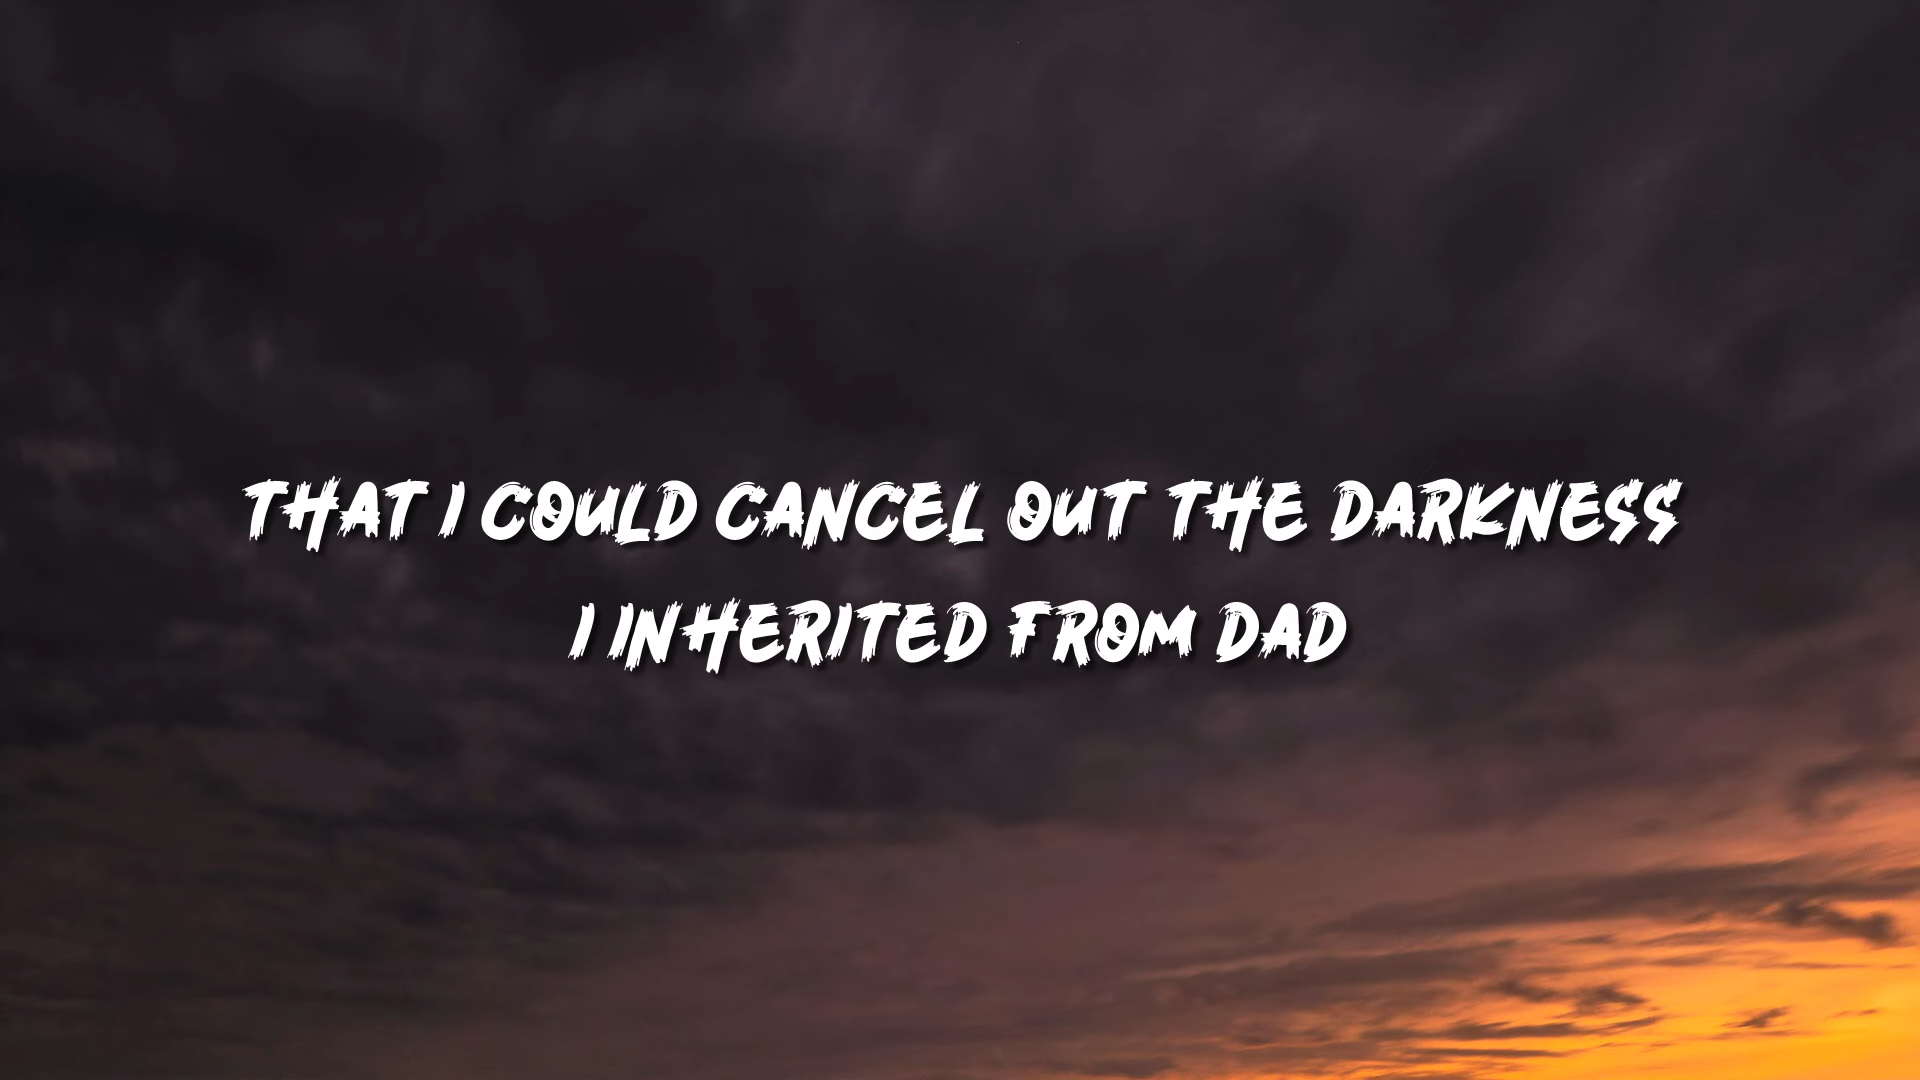 THAT I COULD CANCEL OUT THE DARKNESS
I INHERITED FROM DAD